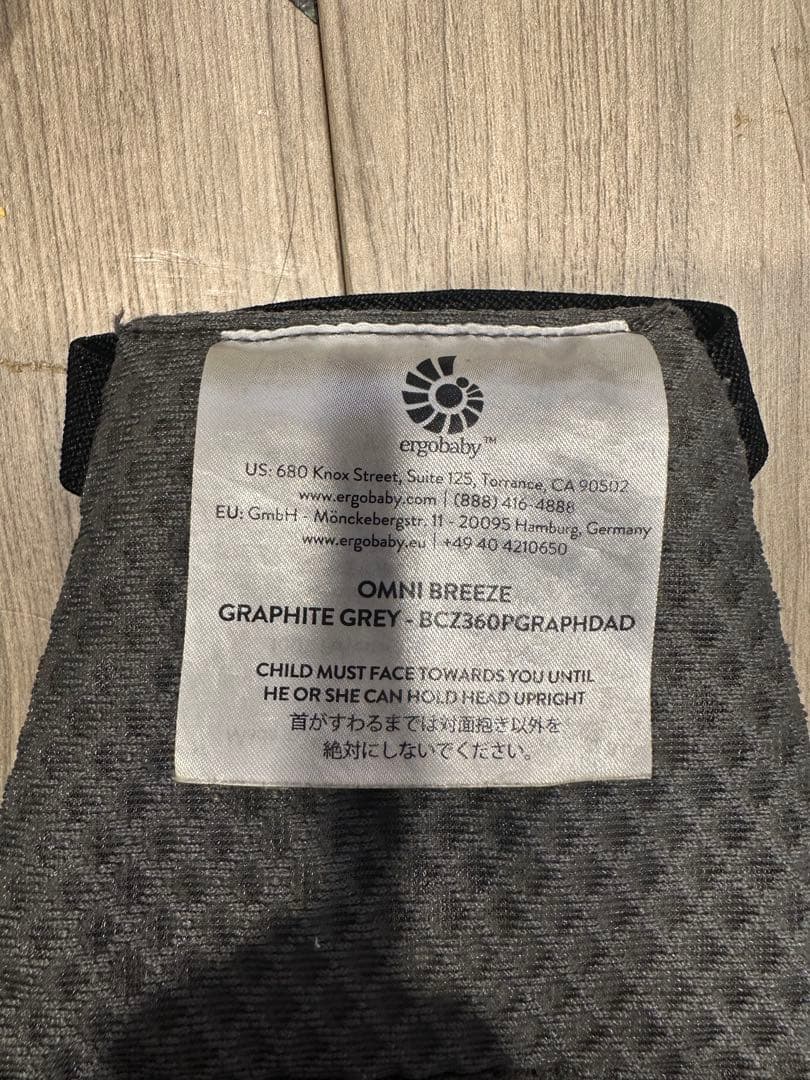 ergobaby™
US: 680 Knox Street, Suite 125, Torrance, CA 90502
www.ergobaby.com | (888) 416-4888
EU: GmbH - Mönckebergstr. 11 - 20095 Hamburg, Germany
www.ergobaby.eu | +49 40 4210650
OMNI BREEZE
GRAPHITE GREY - BCZ360PGRAPHDAD
CHILD MUST FACE TOWARDS YOU UNTIL
HE OR SHE CAN HOLD HEAD UPRIGHT
首がすわるまでは対面抱き以外を
絶対にしないでください。